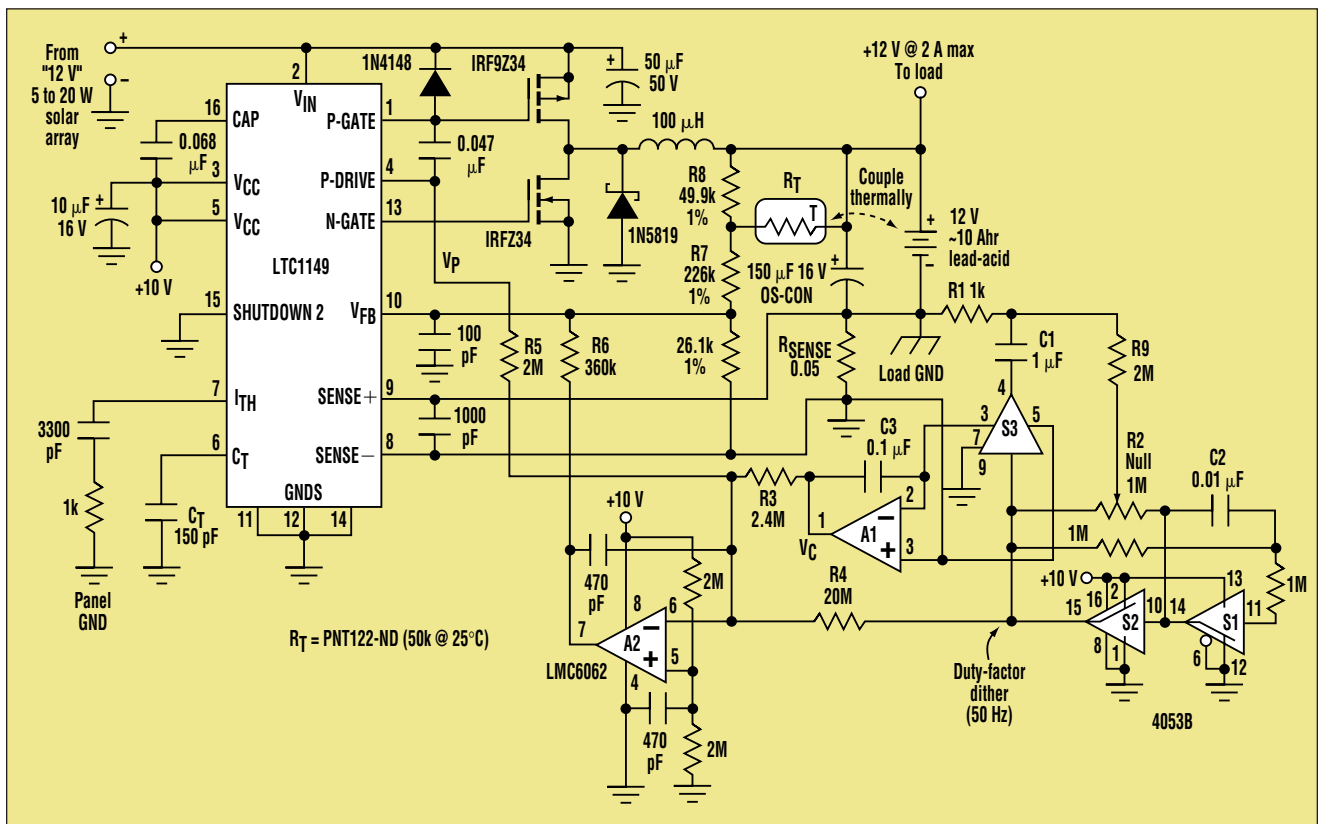 From
"12 V"
5 to 20 W
solar
array
+
−
2
VIN
16
CAP
0.068
μF
3
VCC
10 μF
16 V
+
5
VCC
+10 V
LTC1149
15
SHUTDOWN 2
7
ITH
3300
pF
1k
Panel
GND
6
CT
CT
150 pF
GNDS
11
12
14
P-GATE
1
P-DRIVE
4
N-GATE
13
VFB
10
SENSE+
9
SENSE−
8
1N4148
IRF9Z34
+
50 μF
50 V
0.047
μF
IRFZ34
1N5819
100 μH
VP
100
pF
1000
pF
R5
2M
R6
360k
R8
49.9k
1%
R7
226k
1%
26.1k
1%
RT
T
Couple
thermally
+12 V @ 2 A max
To load
+
12 V
~10 Ahr
lead-acid
−
+
150 μF 16 V
OS-CON
RSENSE
0.05
Load GND
R1 1k
C1
1 μF
R9
2M
4
3
5
7
S3
9
R2
Null
1M
C2
0.01 μF
1M
1M
C3
0.1 μF
R3
2.4M
1
VC
2
−
A1
+
3
R4
20M
+10 V
470
pF
2M
8
6
7
−
A2
+
5
LMC6062
4
470
pF
2M
+10 V
15
16
2
10
S2
8
1
14
13
11
S1
6
12
4053B
Duty-factor
dither
(50 Hz)
RT = PNT122-ND (50k @ 25°C)